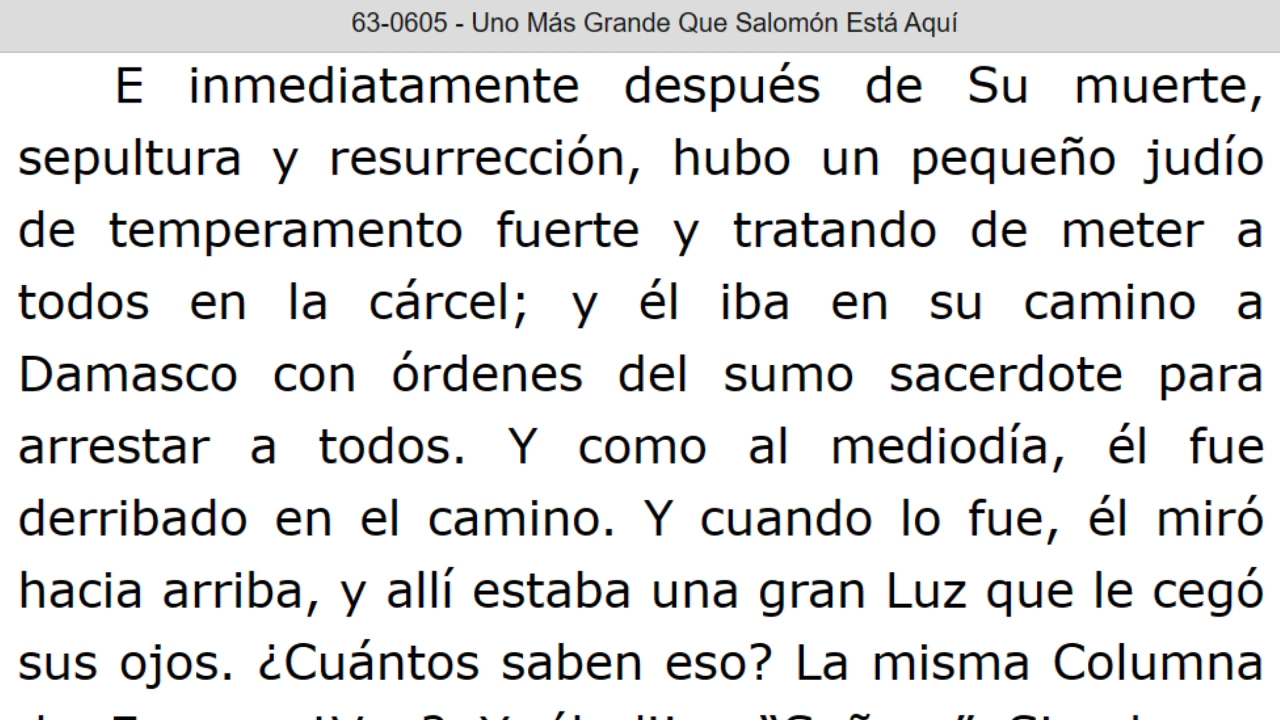 63-0605 - Uno Más Grande Que Salomón Está Aquí
E inmediatamente después de Su muerte,
sepultura y resurrección, hubo un pequeño judío
de temperamento fuerte y tratando de meter a
todos en la cárcel; y él iba en su camino a
Damasco con órdenes del sumo sacerdote para
arrestar a todos. Y como al mediodía, él fue
derribado en el camino. Y cuando lo fue, él miró
hacia arriba, y allí estaba una gran Luz que le cegó
sus ojos. ¿Cuántos saben eso? La misma Columna